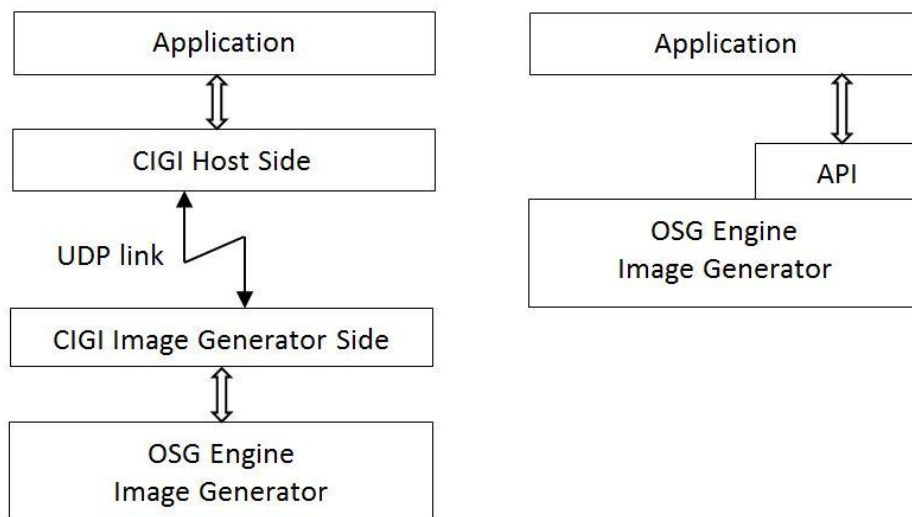 Application
CIGI Host Side
UDP link
CIGI Image Generator Side
OSG Engine
Image Generator
Application
API
OSG Engine
Image Generator